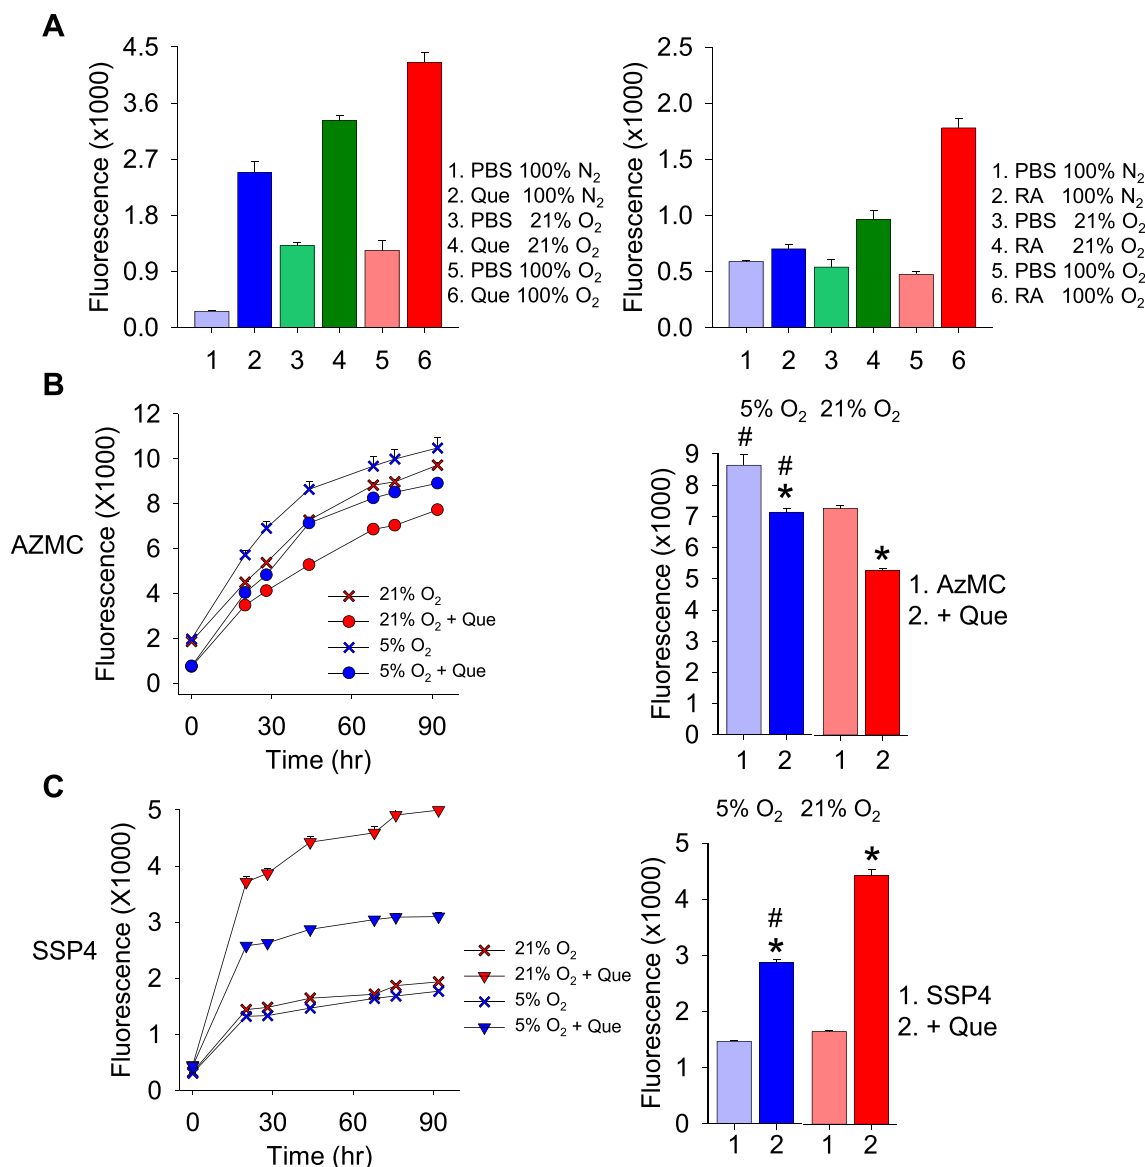 A
Fluorescence (x1000)
4.5
3.6
2.7
1.8
0.9
0.0
1 2 3 4 5 6
1. PBS 100% N2
2. Que 100% N2
3. PBS 21% O2
4. Que 21% O2
5. PBS 100% O2
6. Que 100% O2
Fluorescence (x1000)
2.5
2.0
1.5
1.0
0.5
0.0
1 2 3 4 5 6
1. PBS 100% N2
2. RA 100% N2
3. PBS 21% O2
4. RA 21% O2
5. PBS 100% O2
6. RA 100% O2
B
AZMC
Fluorescence (X1000)
12
10
8
6
4
2
0
0 30 60 90
Time (hr)
21% O2
21% O2 + Que
5% O2
5% O2 + Que
5% O2 21% O2
Fluorescence (x1000)
9
8
7
6
5
4
3
2
1
0
#
#
*
*
1 2 1 2
1. AzMC
2. + Que
C
SSP4
Fluorescence (X1000)
5
4
3
2
1
0
0 30 60 90
Time (hr)
21% O2
21% O2 + Que
5% O2
5% O2 + Que
5% O2 21% O2
Fluorescence (x1000)
5
4
3
2
1
0
#
*
*
1 2 1 2
1. SSP4
2. + Que